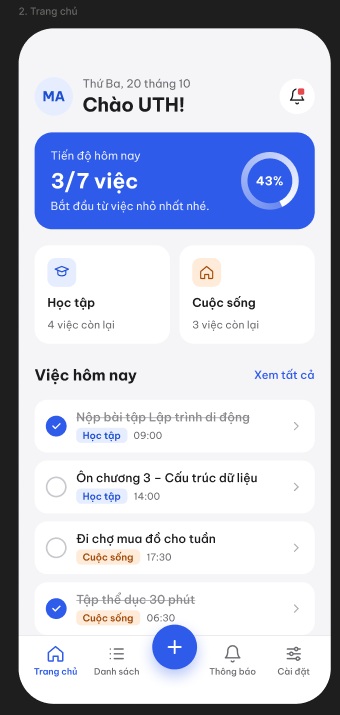 2. Trang chủ
MA
Thứ Ba, 20 tháng 10
Chào UTH!
Tiến độ hôm nay
3/7 việc
Bắt đầu từ việc nhỏ nhất nhé.
43%
Học tập
4 việc còn lại
Cuộc sống
3 việc còn lại
Việc hôm nay
Xem tất cả
Nộp bài tập Lập trình di động
Học tập 09:00
Ôn chương 3 – Cấu trúc dữ liệu
Học tập 14:00
Đi chợ mua đồ cho tuần
Cuộc sống 17:30
Tập thể dục 30 phút
Cuộc sống 06:30
Trang chủ
Danh sách
Thông báo
Cài đặt